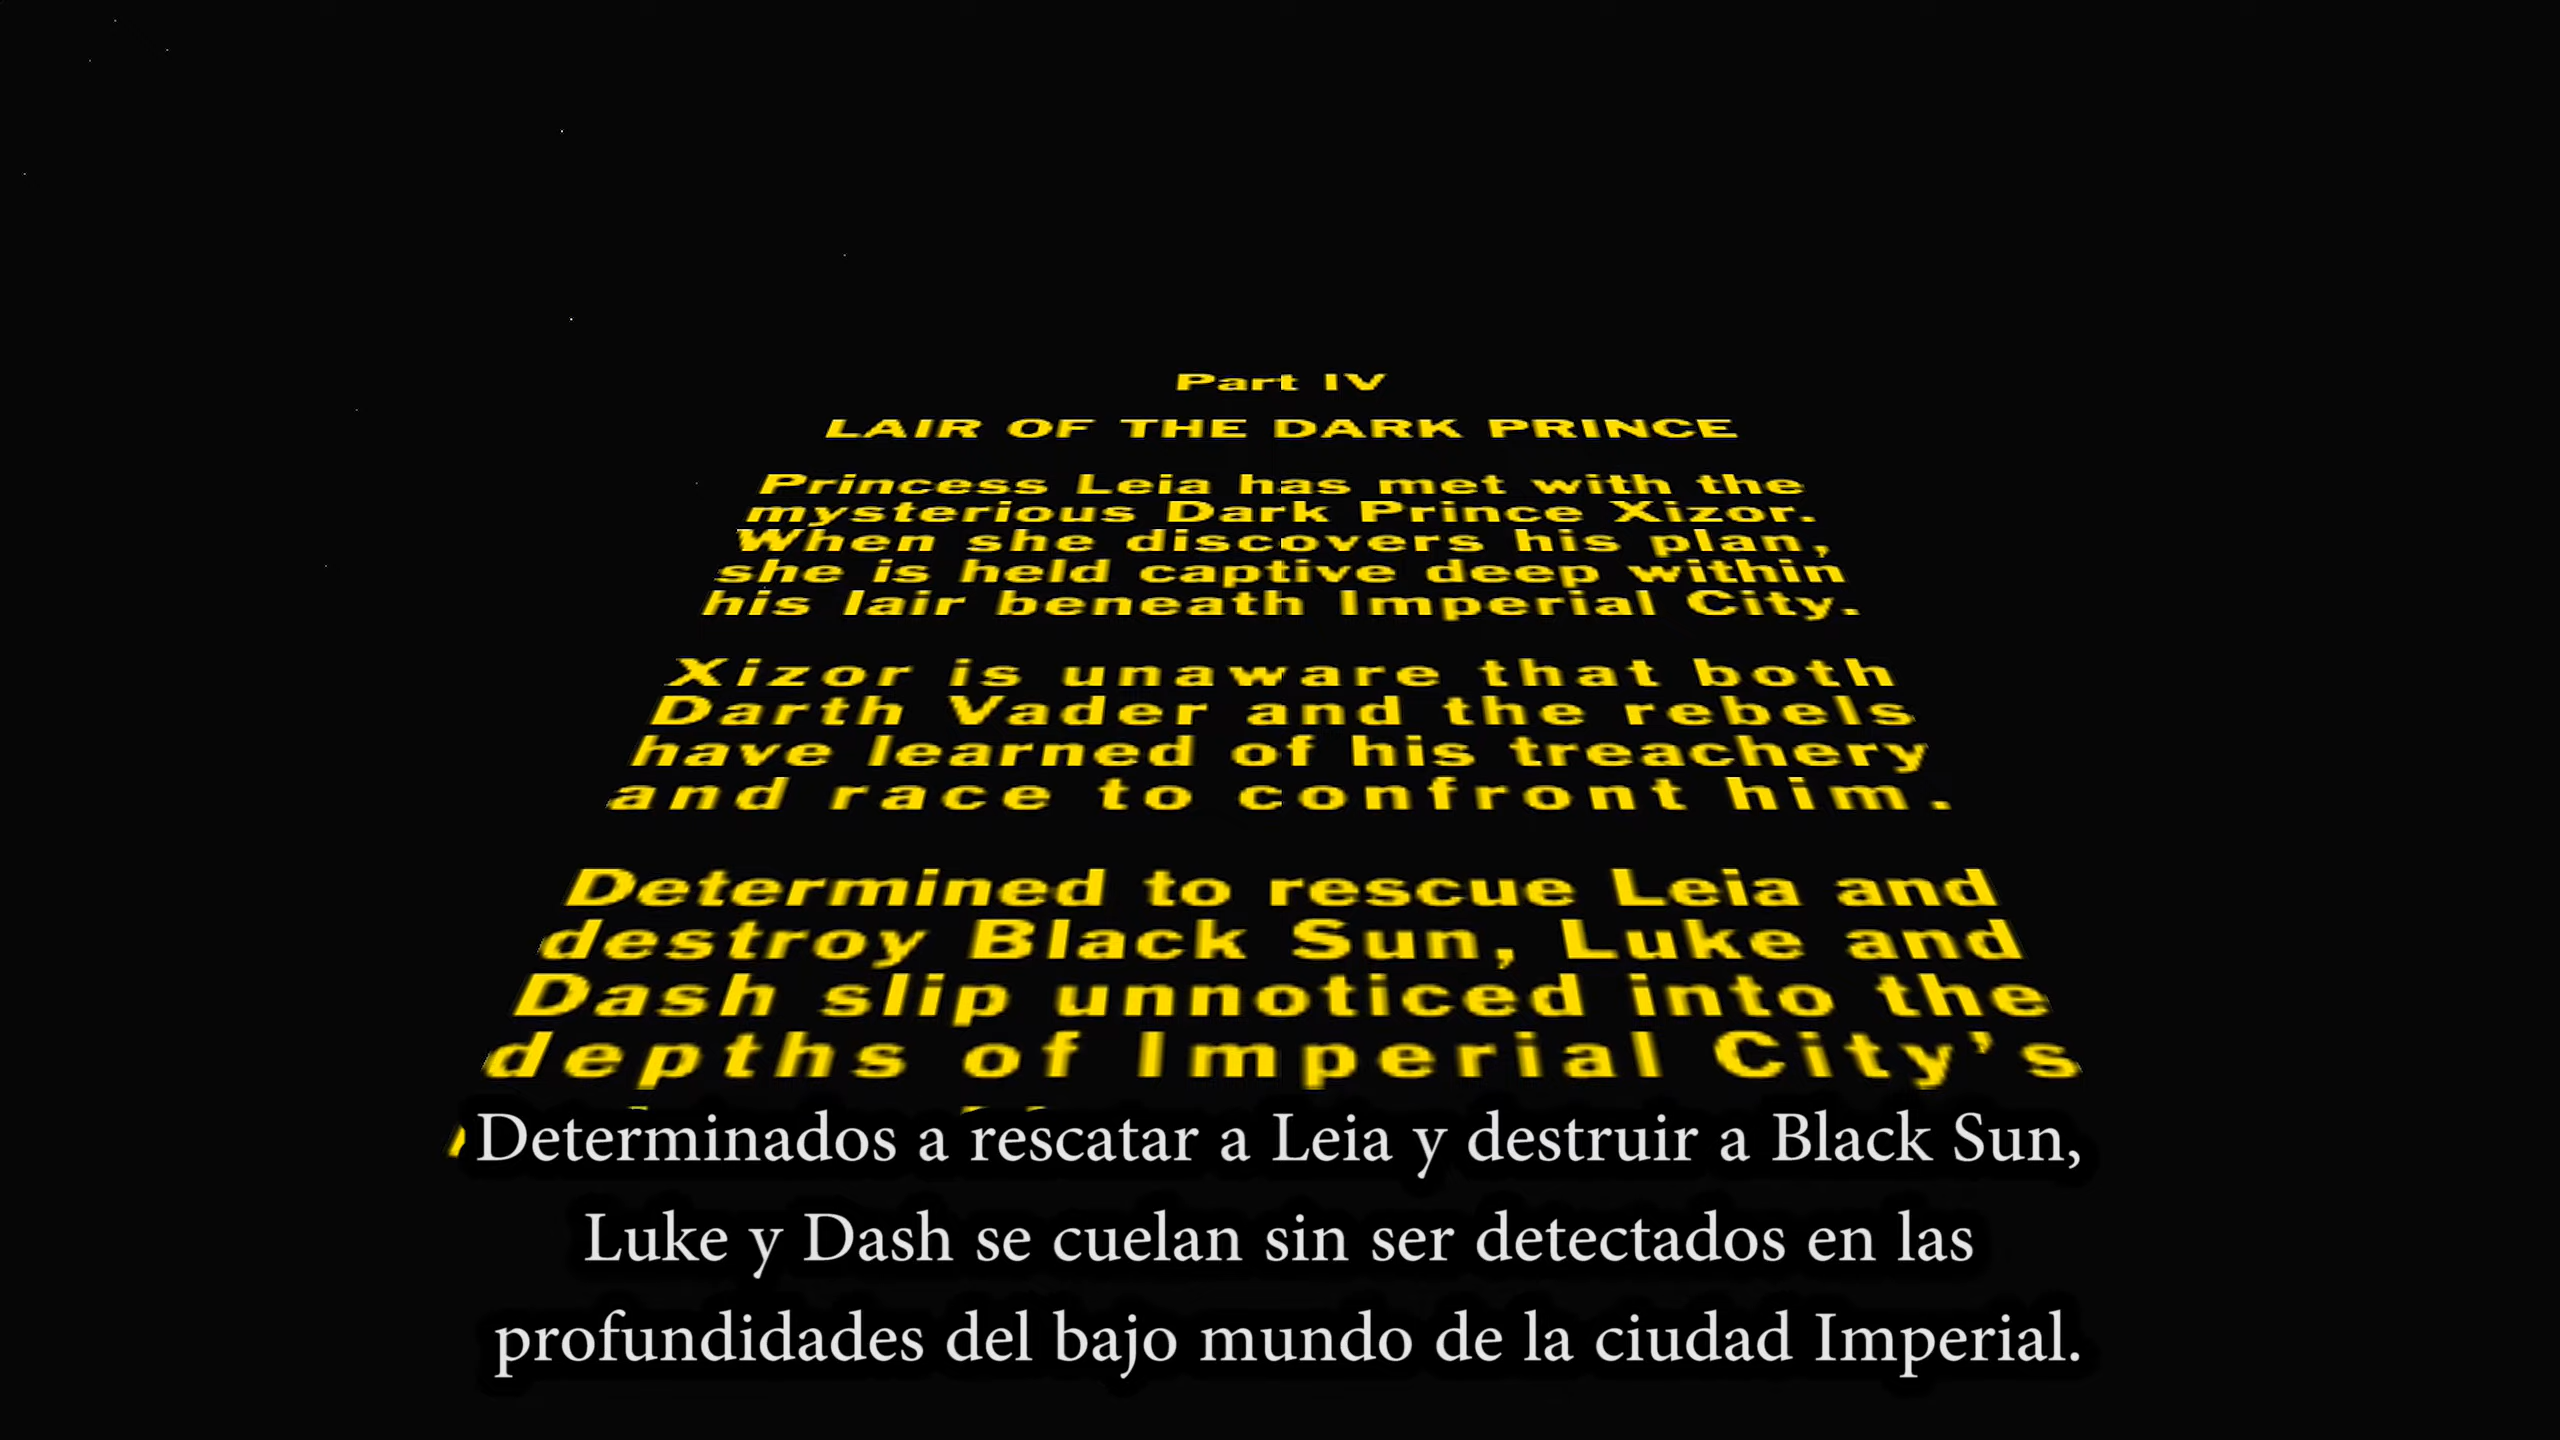 Part IV
LAIR OF THE DARK PRINCE
Princess Leia has met with the
mysterious Dark Prince Xizor.
When she discovers his plan,
she is held captive deep within
his lair beneath Imperial City.
Xizor is unaware that both
Darth Vader and the rebels
have learned of his treachery
and race to confront him.
Determined to rescue Leia and
destroy Black Sun, Luke and
Dash slip unnoticed into the
depths of Imperial City's
Determinados a rescatar a Leia y destruir a Black Sun,
Luke y Dash se cuelan sin ser detectados en las
profundidades del bajo mundo de la ciudad Imperial.